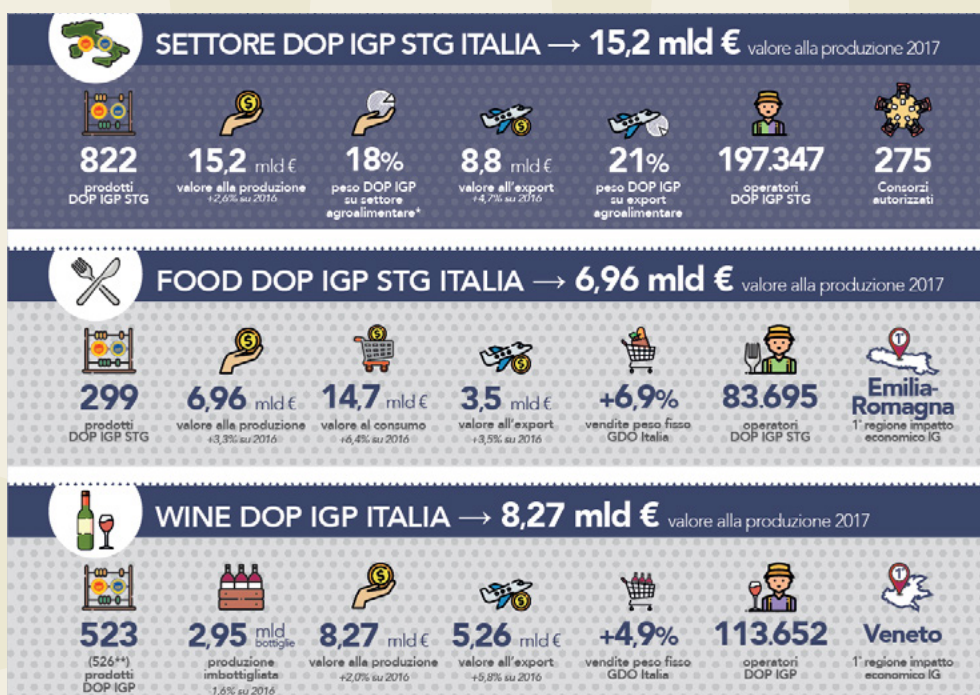 SETTORE DOP IGP STG ITALIA → 15,2 mld € valore alla produzione 2017
822
prodotti
DOP IGP STG
15,2 mld €
valore alla produzione
+2,6% su 2016
18%
peso DOP IGP
su settore
agroalimentare*
8,8 mld €
valore all'export
+4,7% su 2016
21%
peso DOP IGP
su export
agroalimentare
197.347
operatori
DOP IGP STG
275
Consorzi
autorizzati
FOOD DOP IGP STG ITALIA → 6,96 mld € valore alla produzione 2017
299
prodotti
DOP IGP STG
6,96 mld €
valore alla produzione
+3,3% su 2016
14,7 mld €
valore al consumo
+6,4% su 2016
3,5 mld €
valore all'export
+3,5% su 2016
+6,9%
vendite peso fisso
GDO Italia
83.695
operatori
DOP IGP STG
1ª
Emilia-
Romagna
1ª regione impatto
economico IG
WINE DOP IGP ITALIA → 8,27 mld € valore alla produzione 2017
523
(526**)
prodotti
DOP IGP
2,95 mld
bottiglie
produzione
imbottigliata
-1,6% su 2016
8,27 mld €
valore alla produzione
+2,0% su 2016
5,26 mld €
valore all'export
+5,8% su 2016
+4,9%
vendite peso fisso
GDO Italia
113.652
operatori
DOP IGP
1ª
Veneto
1ª regione impatto
economico IG